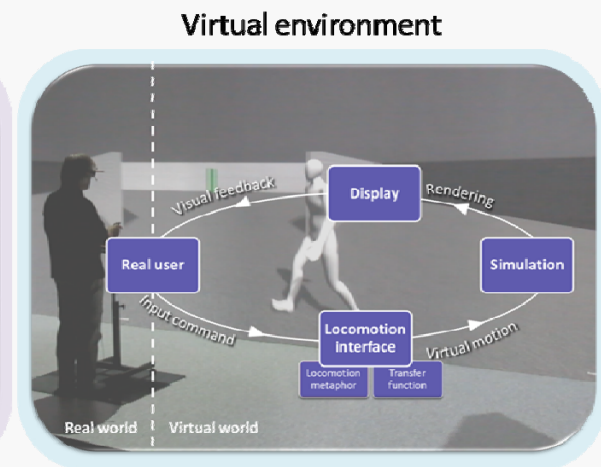 Virtual environment
Visual feedback
Display
Rendering
Real user
Simulation
Input command
Locomotion
interface
Virtual motion
Locomotion
metaphor
Transfer
function
Real world
Virtual world